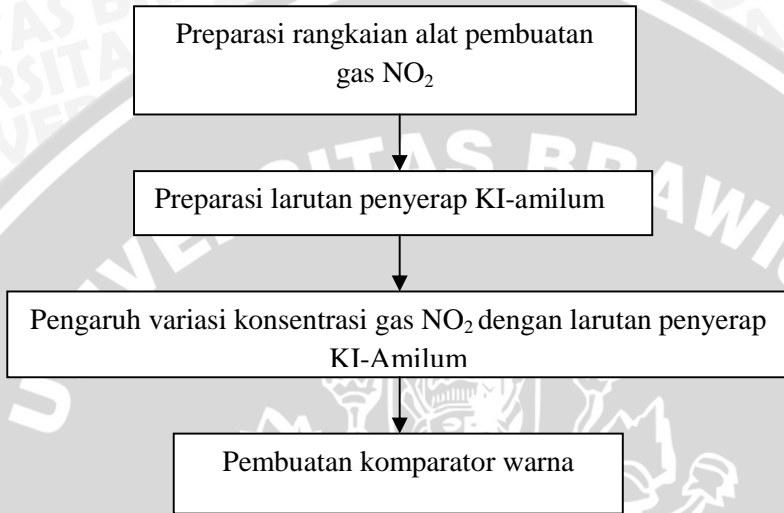 Preparasi rangkaian alat pembuatan
gas NO₂
Preparasi larutan penyerap KI-amilum
Pengaruh variasi konsentrasi gas NO₂ dengan larutan penyerap
KI-Amilum
Pembuatan komparator warna